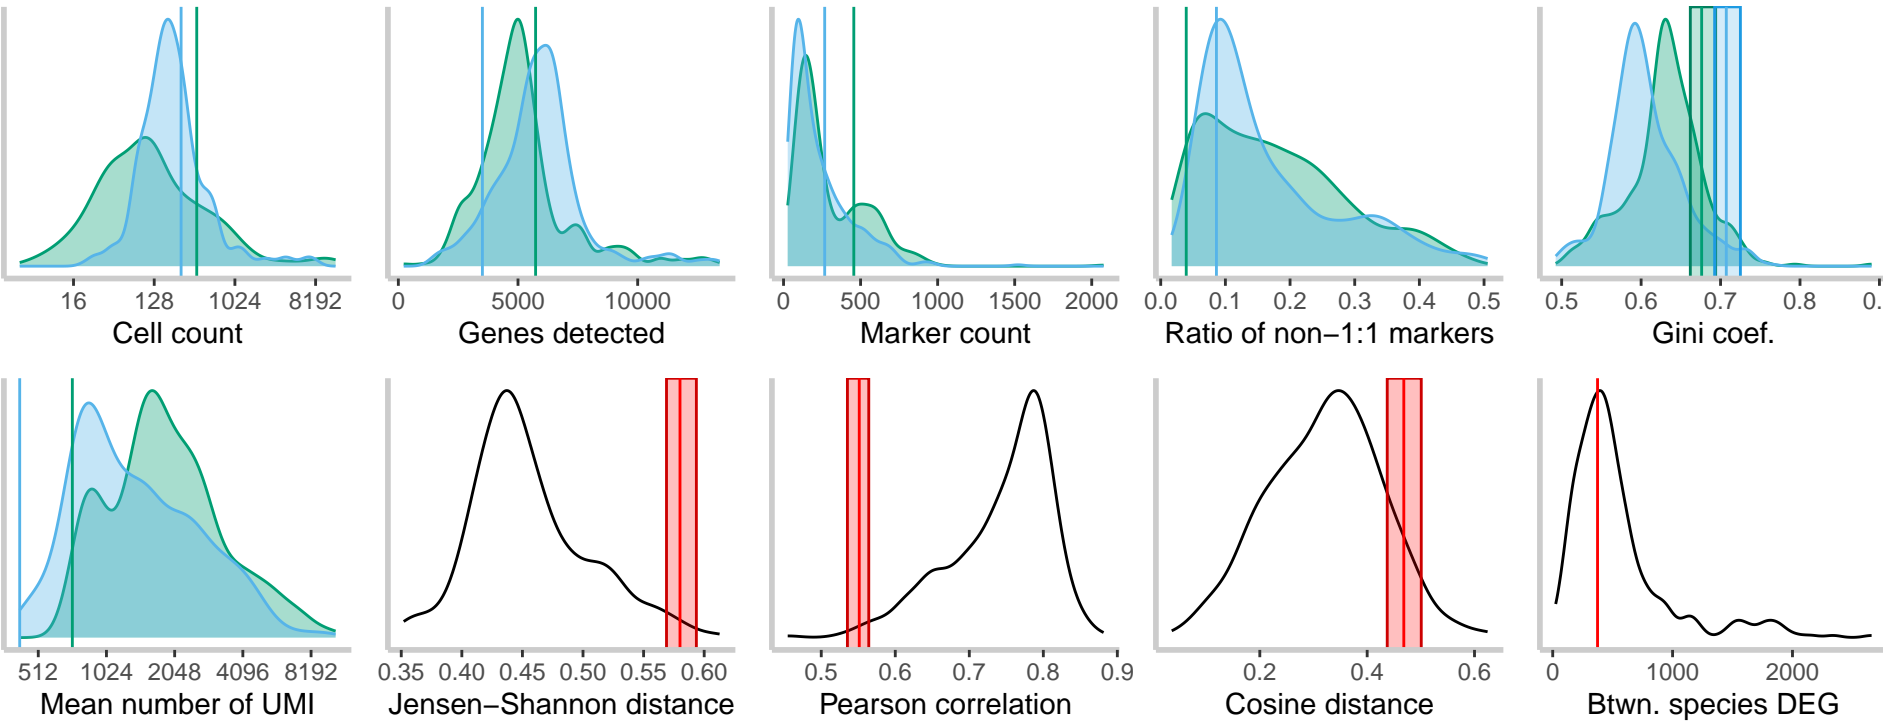 16 128 1024 8192
Cell count
0 5000 10000
Genes detected
0 500 1000 1500 2000
Marker count
0.0 0.1 0.2 0.3 0.4 0.5
Ratio of non−1:1 markers
0.5 0.6 0.7 0.8 0.
Gini coef.
512 1024 2048 4096 8192
Mean number of UMI
0.35 0.40 0.45 0.50 0.55 0.60
Jensen−Shannon distance
0.5 0.6 0.7 0.8 0.9
Pearson correlation
0.2 0.4 0.6
Cosine distance
0 1000 2000
Btwn. species DEG